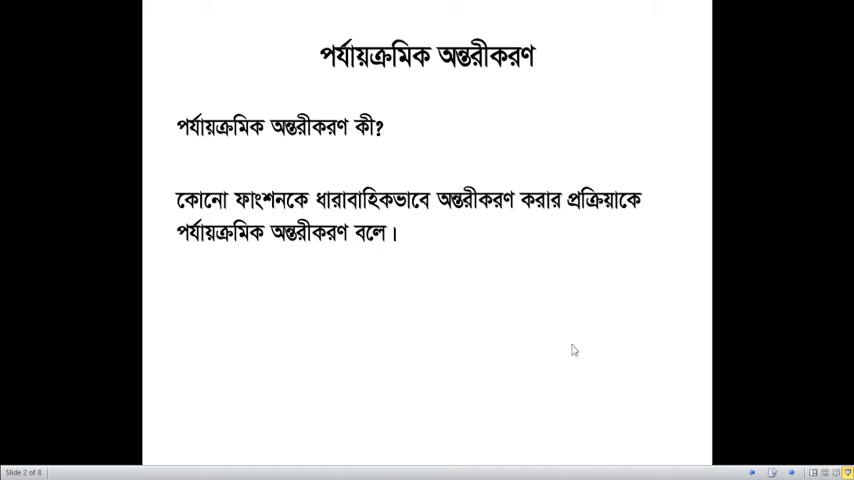 পর্যায়ক্রমিক অন্তরীকরণ
পর্যায়ক্রমিক অন্তরীকরণ কী?
কোনো ফাংশনকে ধারাবাহিকভাবে অন্তরীকরণ করার প্রক্রিয়াকে
পর্যায়ক্রমিক অন্তরীকরণ বলে।
Slide 2 of 8